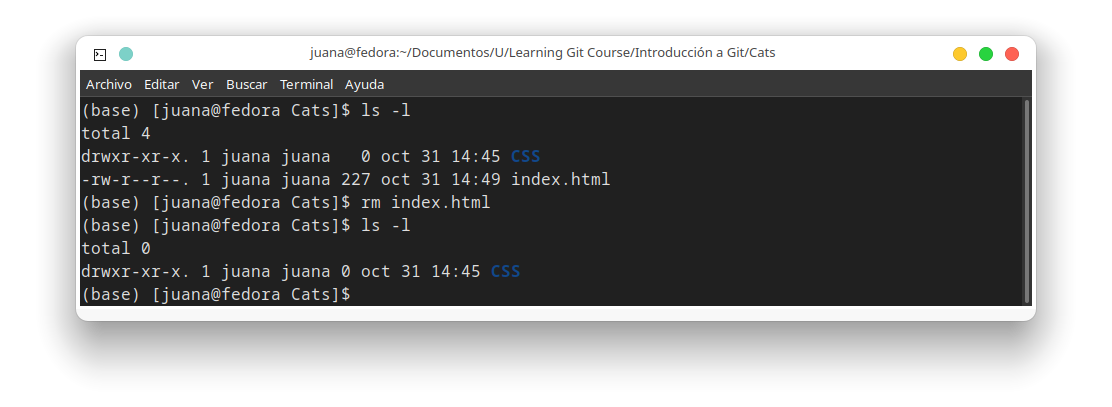 juana@fedora:~/Documentos/U/Learning Git Course/Introducción a Git/Cats
Archivo Editar Ver Buscar Terminal Ayuda
(base) [juana@fedora Cats]$ ls -l
total 4
drwxr-xr-x. 1 juana juana   0 oct 31 14:45 CSS
-rw-r--r--. 1 juana juana 227 oct 31 14:49 index.html
(base) [juana@fedora Cats]$ rm index.html
(base) [juana@fedora Cats]$ ls -l
total 0
drwxr-xr-x. 1 juana juana 0 oct 31 14:45 CSS
(base) [juana@fedora Cats]$